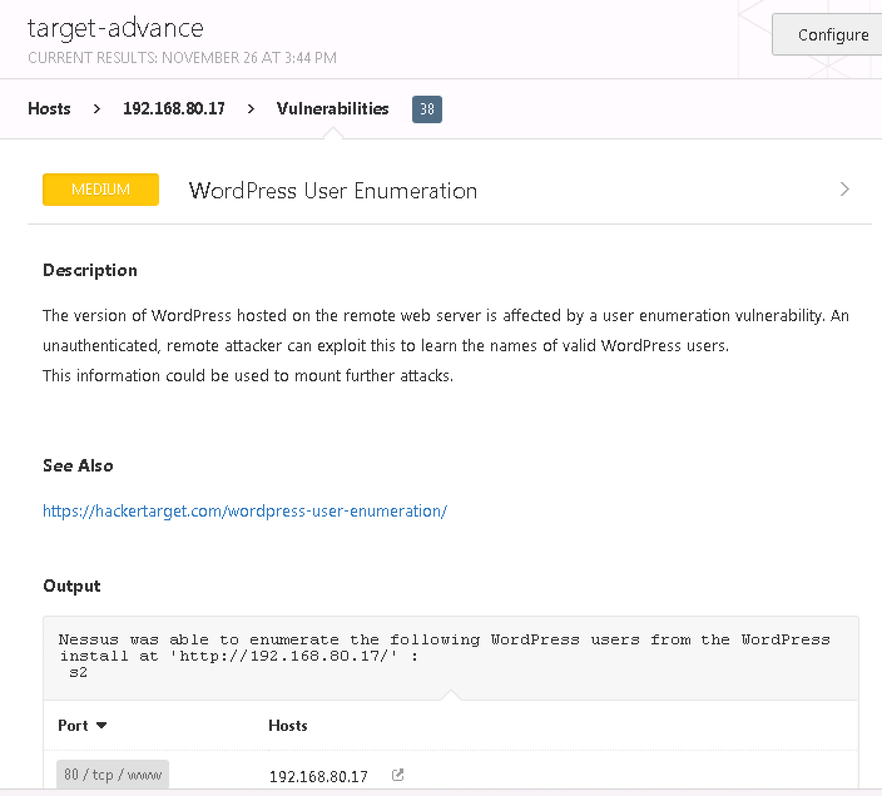 target-advance
CURRENT RESULTS: NOVEMBER 26 AT 3:44 PM
Configure
Hosts > 192.168.80.17 > Vulnerabilities 38
MEDIUM WordPress User Enumeration
Description
The version of WordPress hosted on the remote web server is affected by a user enumeration vulnerability. An
unauthenticated, remote attacker can exploit this to learn the names of valid WordPress users.
This information could be used to mount further attacks.
See Also
https://hackertarget.com/wordpress-user-enumeration/
Output
Nessus was able to enumerate the following WordPress users from the WordPress
install at 'http://192.168.80.17/' :
s2
Port Hosts
80 / tcp / www 192.168.80.17